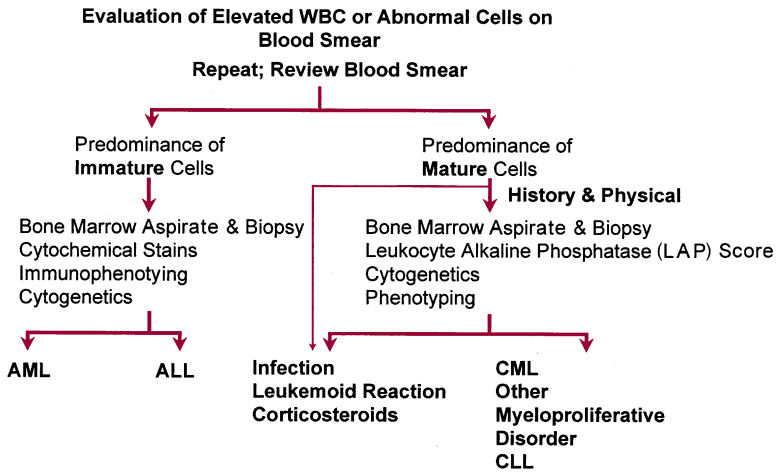 Evaluation of Elevated WBC or Abnormal Cells on
Blood Smear
Repeat; Review Blood Smear
Predominance of
Immature Cells
Predominance of
Mature Cells
History & Physical
Bone Marrow Aspirate & Biopsy
Cytochemical Stains
Immunophenotying
Cytogenetics
Bone Marrow Aspirate & Biopsy
Leukocyte Alkaline Phosphatase (LAP) Score
Cytogenetics
Phenotyping
AML
ALL
Infection
Leukemoid Reaction
Corticosteroids
CML
Other
Myeloproliferative
Disorder
CLL